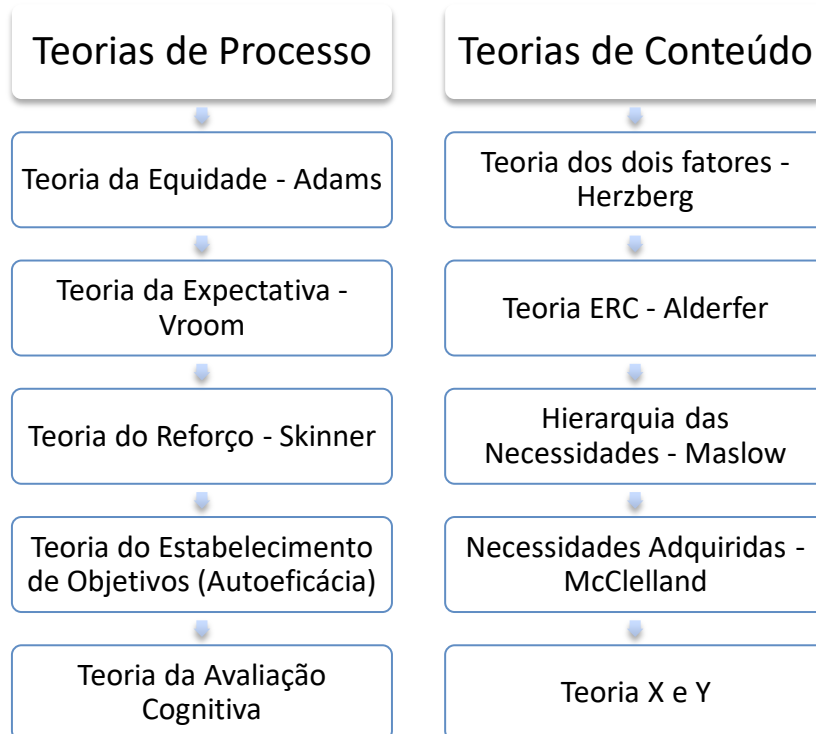 Teorias de Processo
Teoria da Equidade - Adams
Teoria da Expectativa -
Vroom
Teoria do Reforço - Skinner
Teoria do Estabelecimento
de Objetivos (Autoeficácia)
Teoria da Avaliação
Cognitiva
Teorias de Conteúdo
Teoria dos dois fatores -
Herzberg
Teoria ERC - Alderfer
Hierarquia das
Necessidades - Maslow
Necessidades Adquiridas -
McClelland
Teoria X e Y